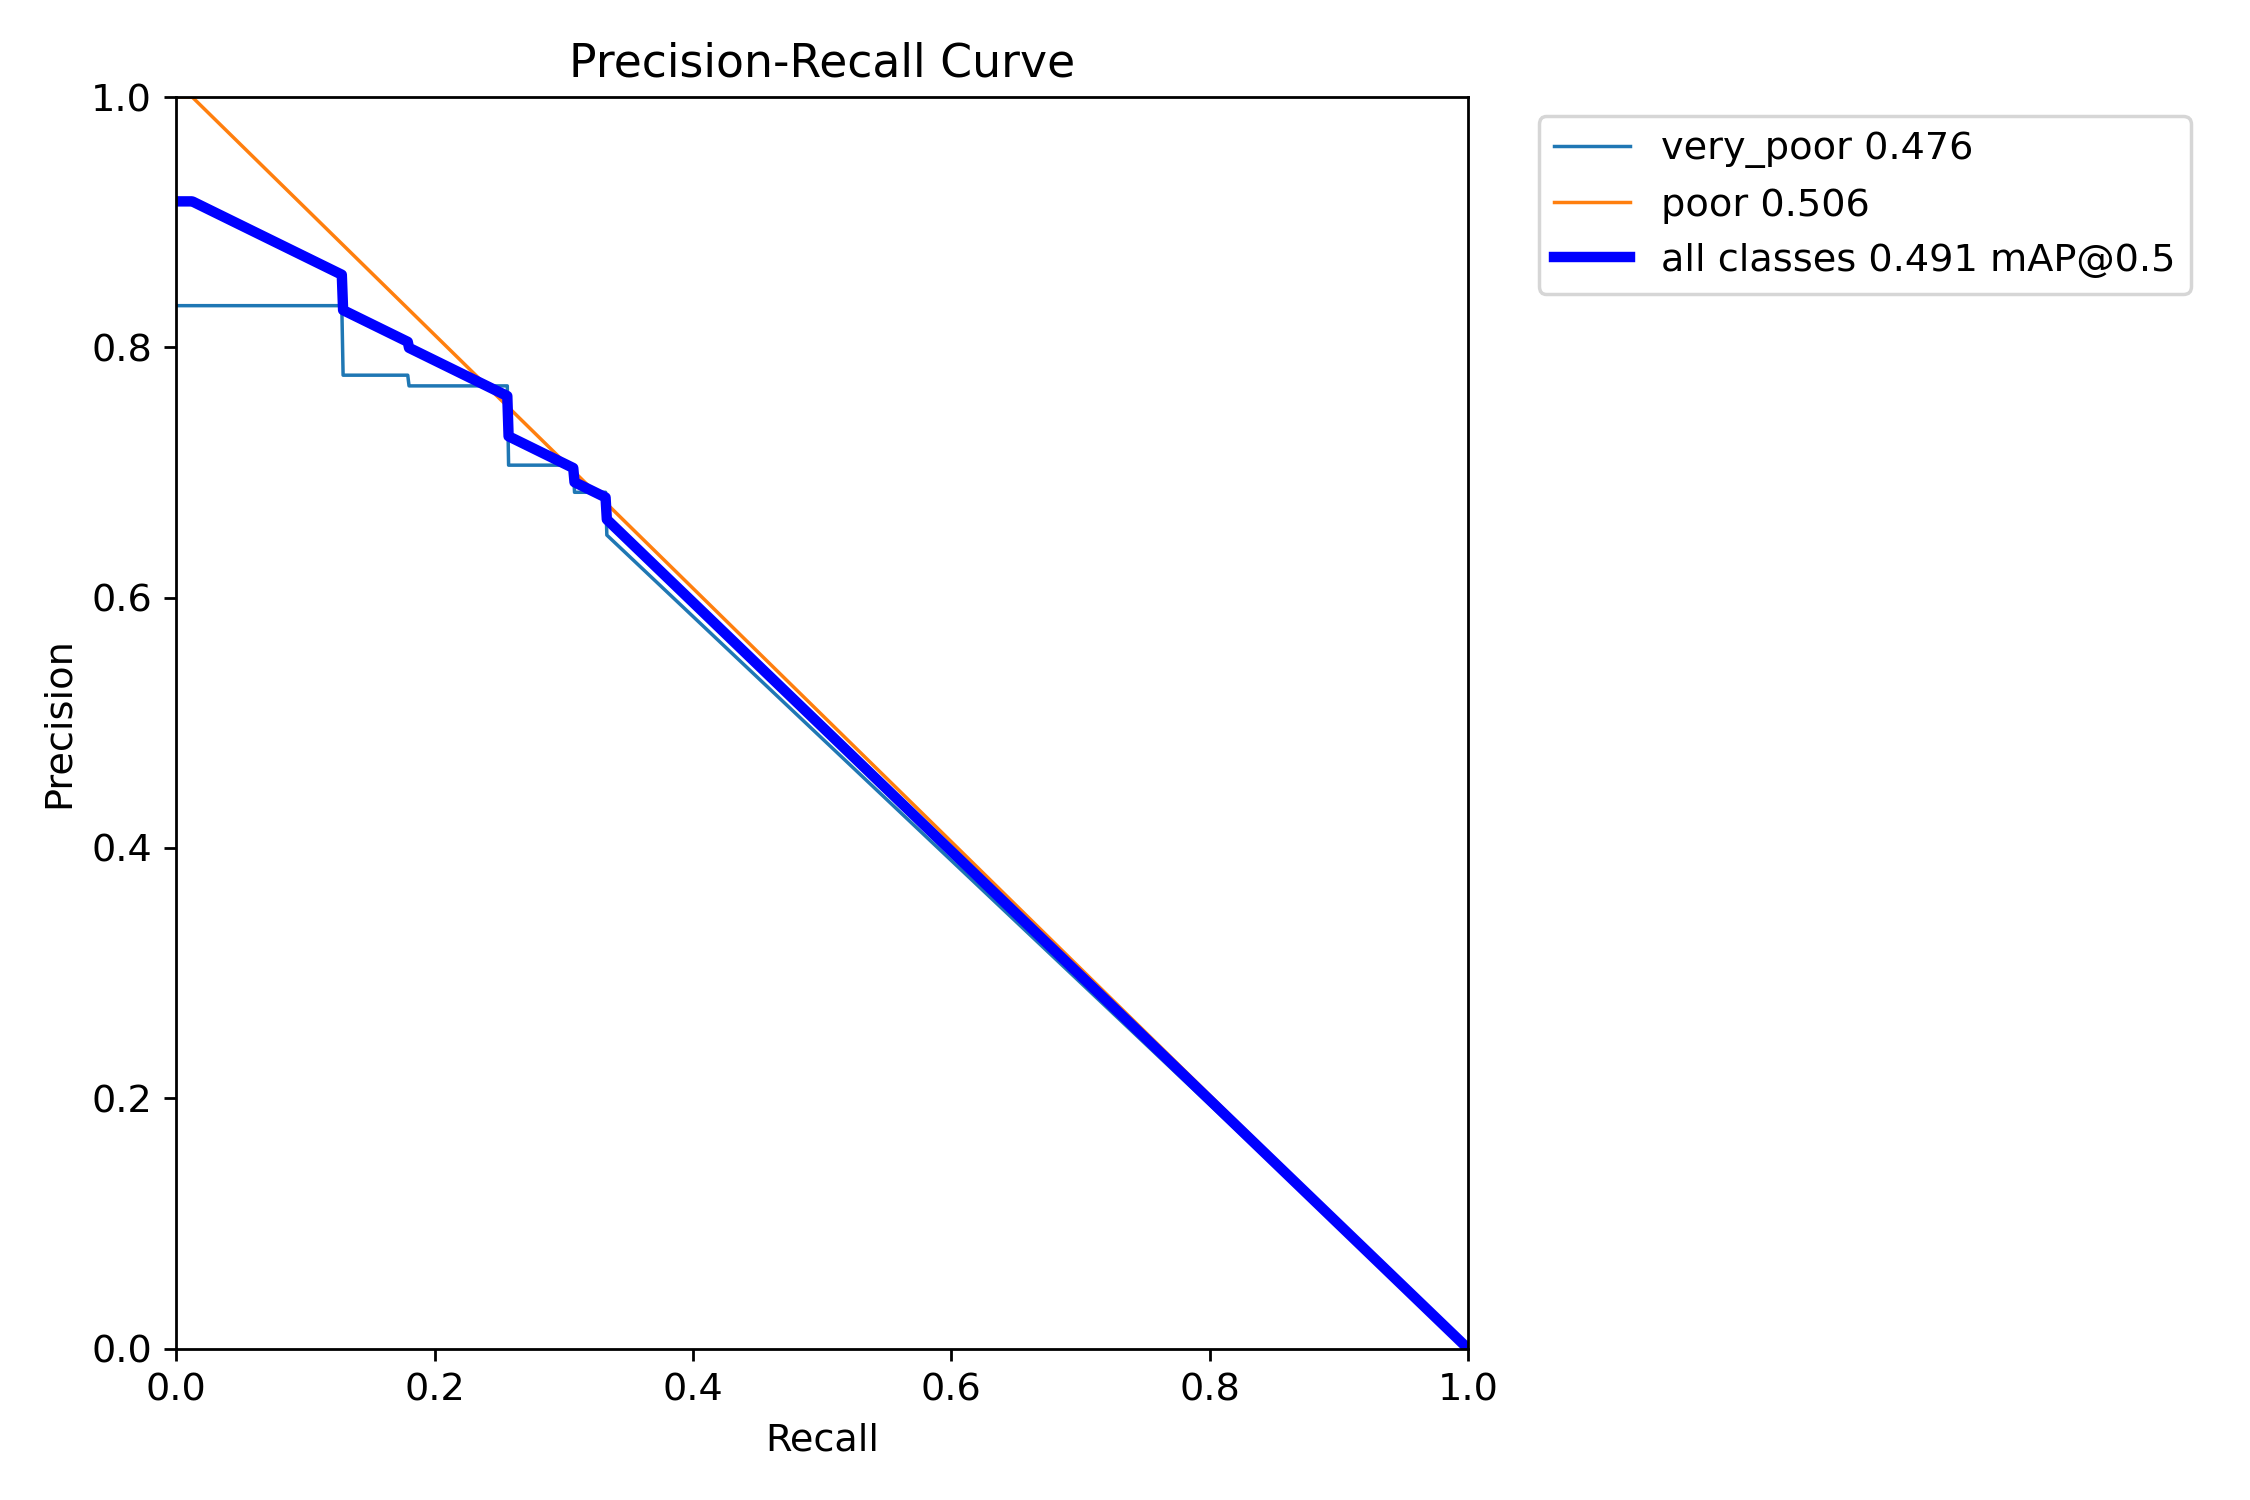 Precision-Recall Curve
1.0
0.8
0.6
0.4
0.2
0.0
Precision
0.0 0.2 0.4 0.6 0.8 1.0
Recall
very_poor 0.476
poor 0.506
all classes 0.491 mAP@0.5